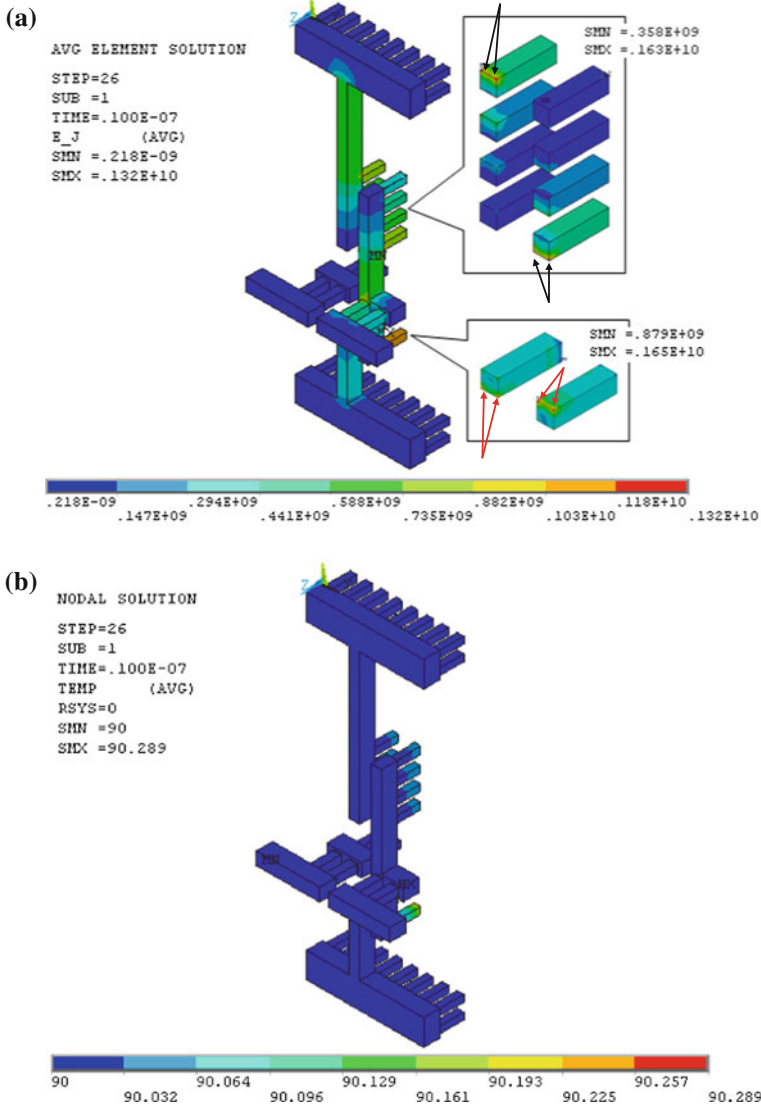 (a)
AVG ELEMENT SOLUTION
STEP=26
SUB =1
TIME=.100E-07
E_J (AVG)
SMN =.218E-09
SMX =.132E+10
Z
MN
SMN =.358E+09
SMX =.163E+10
SMN =.879E+09
SMX =.165E+10
.218E-09 .294E+09 .588E+09 .882E+09 .118E+10
.147E+09 .441E+09 .735E+09 .103E+10 .132E+10
(b)
NODAL SOLUTION
STEP=26
SUB =1
TIME=.100E-07
TEMP (AVG)
RSYS=0
SMN =90
SMX =90.289
Z
MN
MX
90 90.064 90.129 90.193 90.257
90.032 90.096 90.161 90.225 90.289